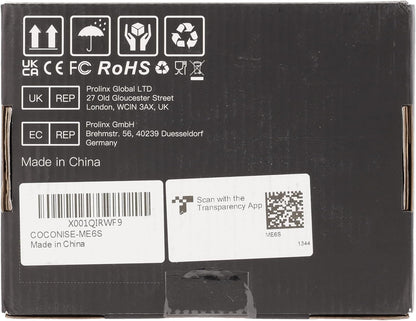 UK CA CE FC RoHS
UK REP
Prolinx Global LTD
27 Old Gloucester Street
London, WCIN 3AX, UK
EC REP
Prolinx GmbH
Brehmstr. 56, 40239 Duesseldorf
Germany
Made in China
X001QIRWF9
COCONISE-ME6S
Made in China
Scan with the
Transparency App
ME6S
1344